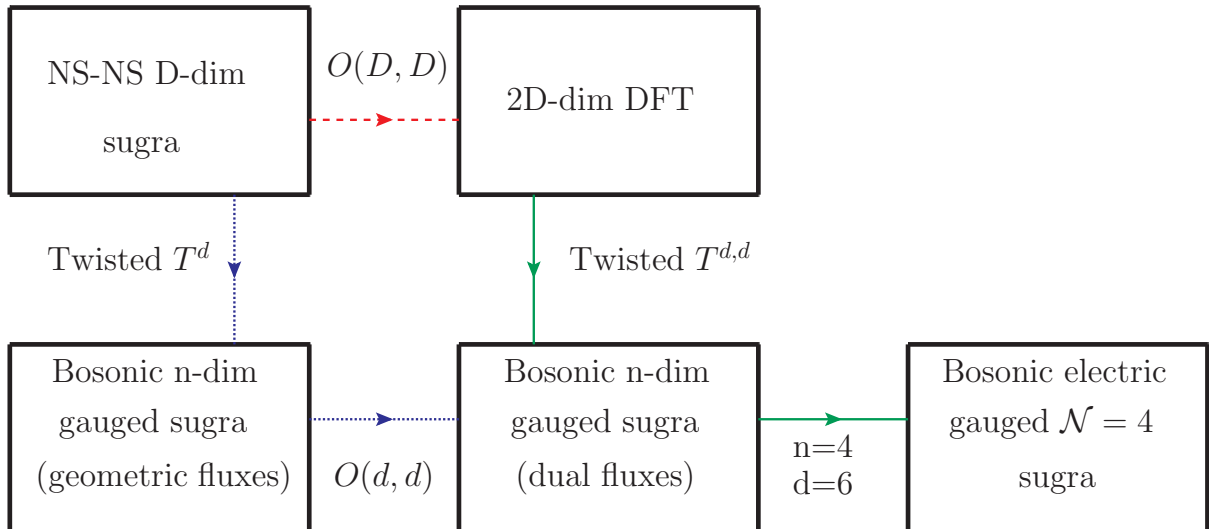 NS-NS D-dim
sugra
O(D, D)
2D-dim DFT
Twisted T^d
Twisted T^{d,d}
Bosonic n-dim
gauged sugra
(geometric fluxes)
O(d, d)
Bosonic n-dim
gauged sugra
(dual fluxes)
n=4
d=6
Bosonic electric
gauged 𝒩 = 4
sugra